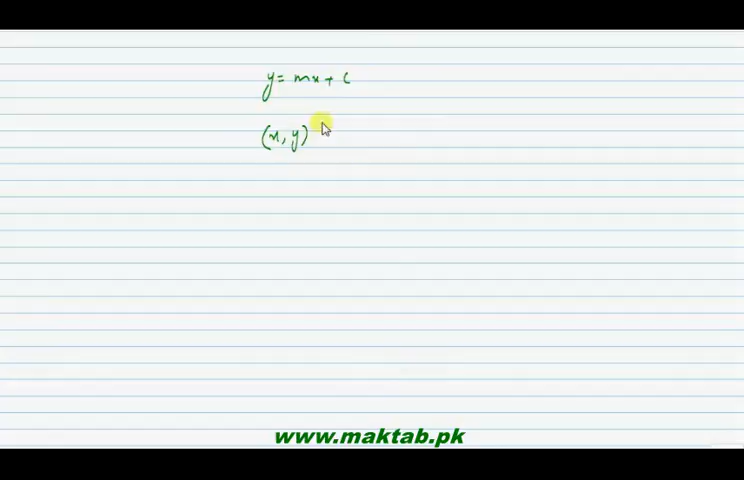 y = mx + c
(x, y)
www.maktab.pk